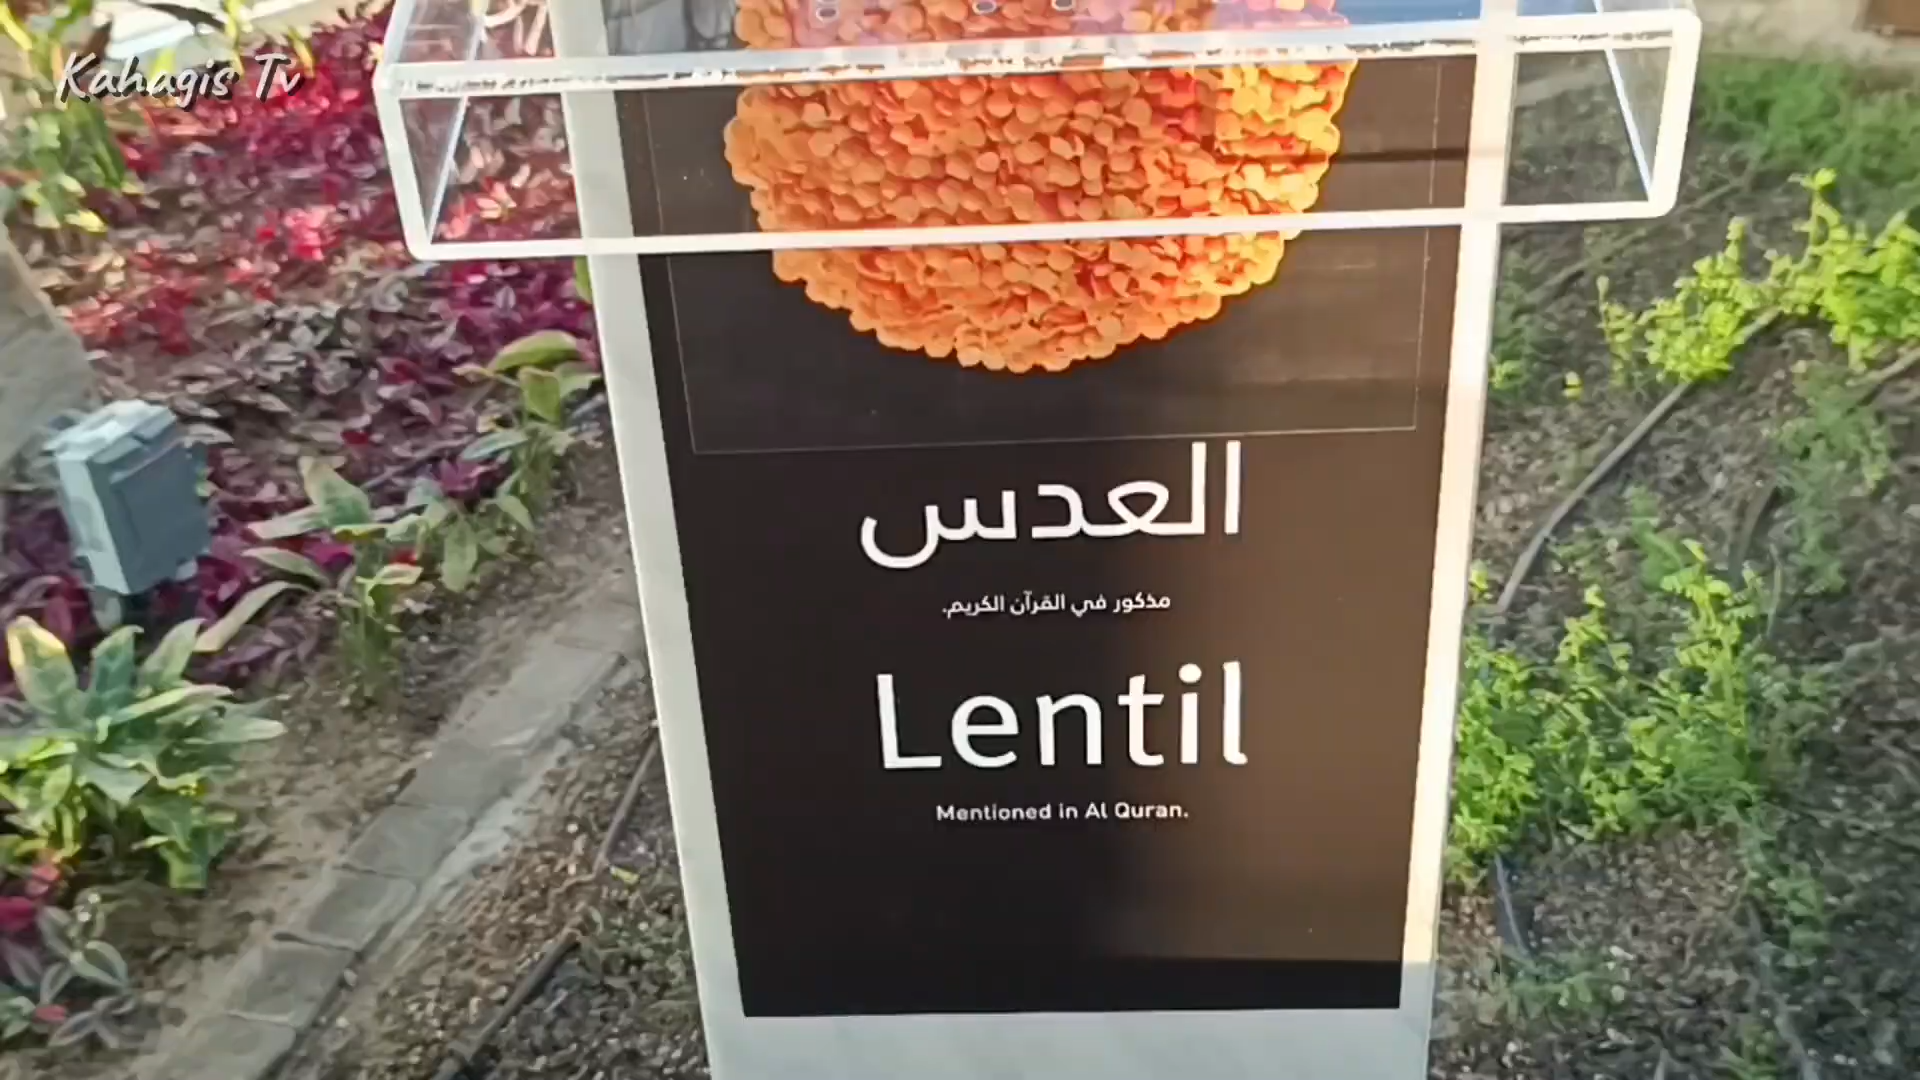 Kahagis Tv
العدس
مذكور في القرآن الكريم.
Lentil
Mentioned in Al Quran.